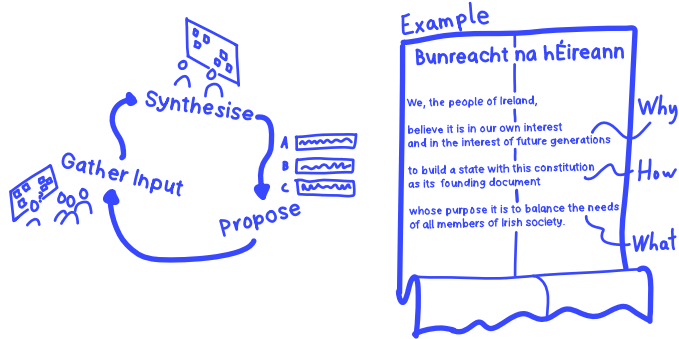 Synthesise
Gather Input
Propose
A
B
C
Example
Bunreacht na hÉireann
We, the people of Ireland,
believe it is in our own interest
and in the interest of future generations
Why
to build a state with this constitution
as its founding document
How
whose purpose it is to balance the needs
of all members of Irish society.
What